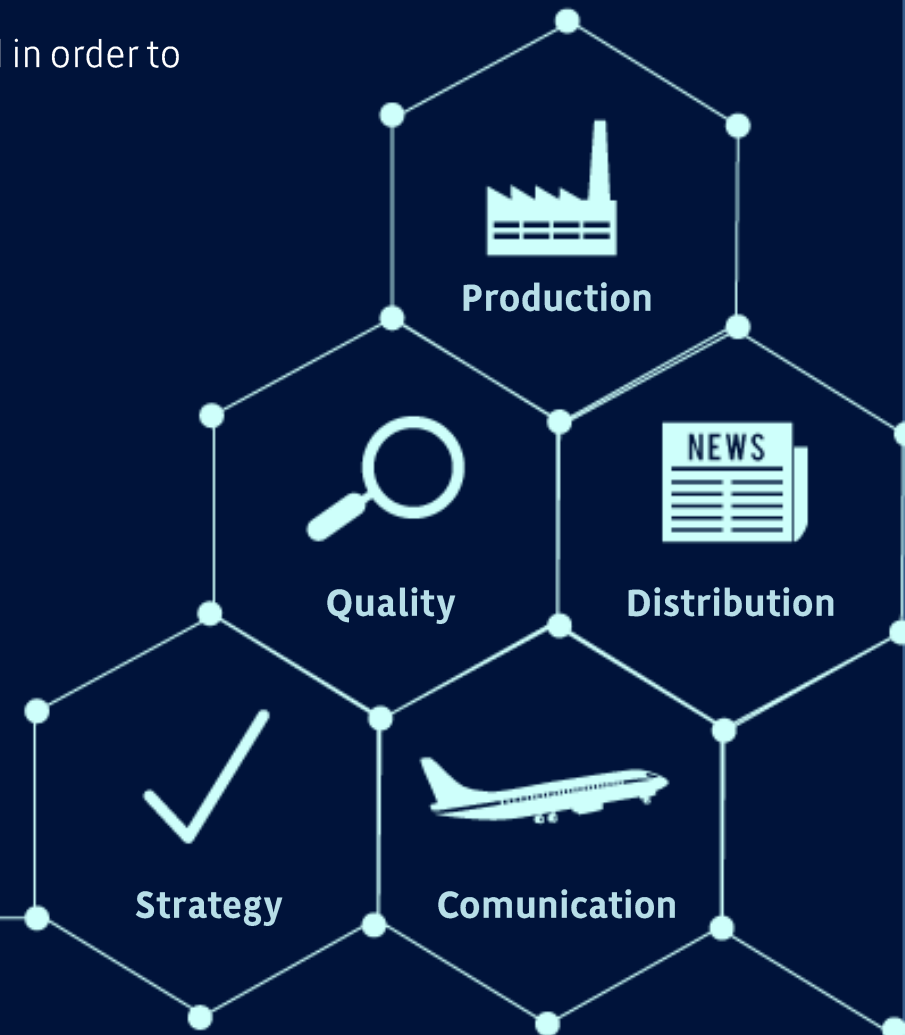 in order to
Production
NEWS
Quality
Distribution
Strategy
Comunication